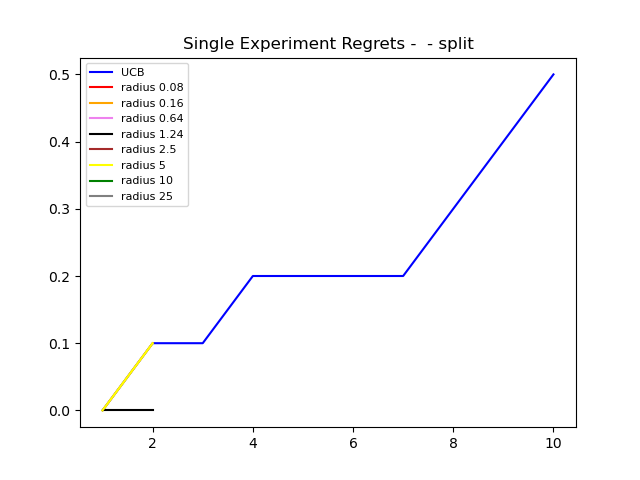 Single Experiment Regrets -  - split
UCB
radius 0.08
radius 0.16
radius 0.64
radius 1.24
radius 2.5
radius 5
radius 10
radius 25
0.5
0.4
0.3
0.2
0.1
0.0
2 4 6 8 10